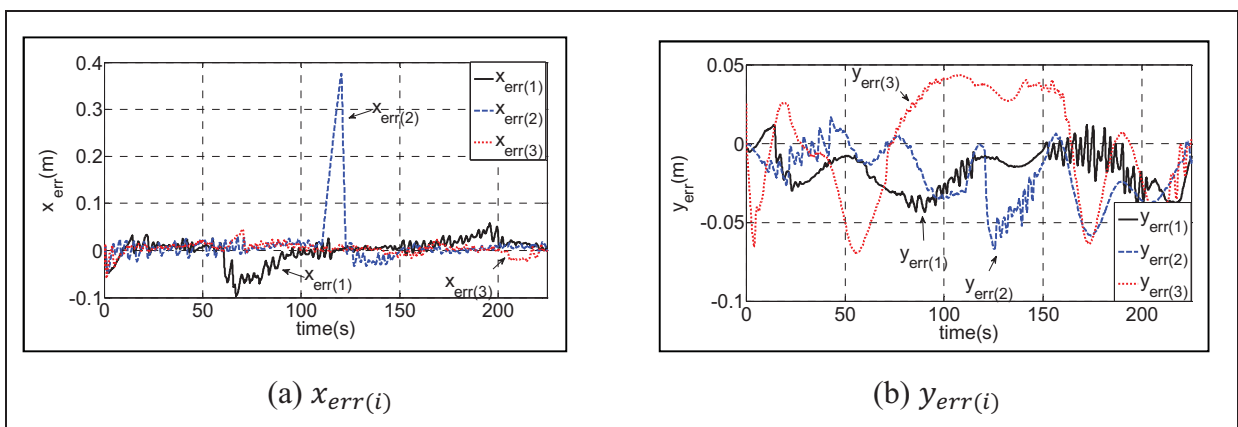 0.4
0.3
0.2
0.1
0
-0.1
x_err(m)
0
50
100
150
200
time(s)
x_err(1)
x_err(2)
x_err(3)
x_err(2)
x_err(1)
x_err(3)
(a) x_err(i)
0.05
0
-0.05
-0.1
y_err(m)
0
50
100
150
200
time(s)
y_err(3)
y_err(1)
y_err(2)
y_err(1)
y_err(2)
y_err(3)
(b) y_err(i)